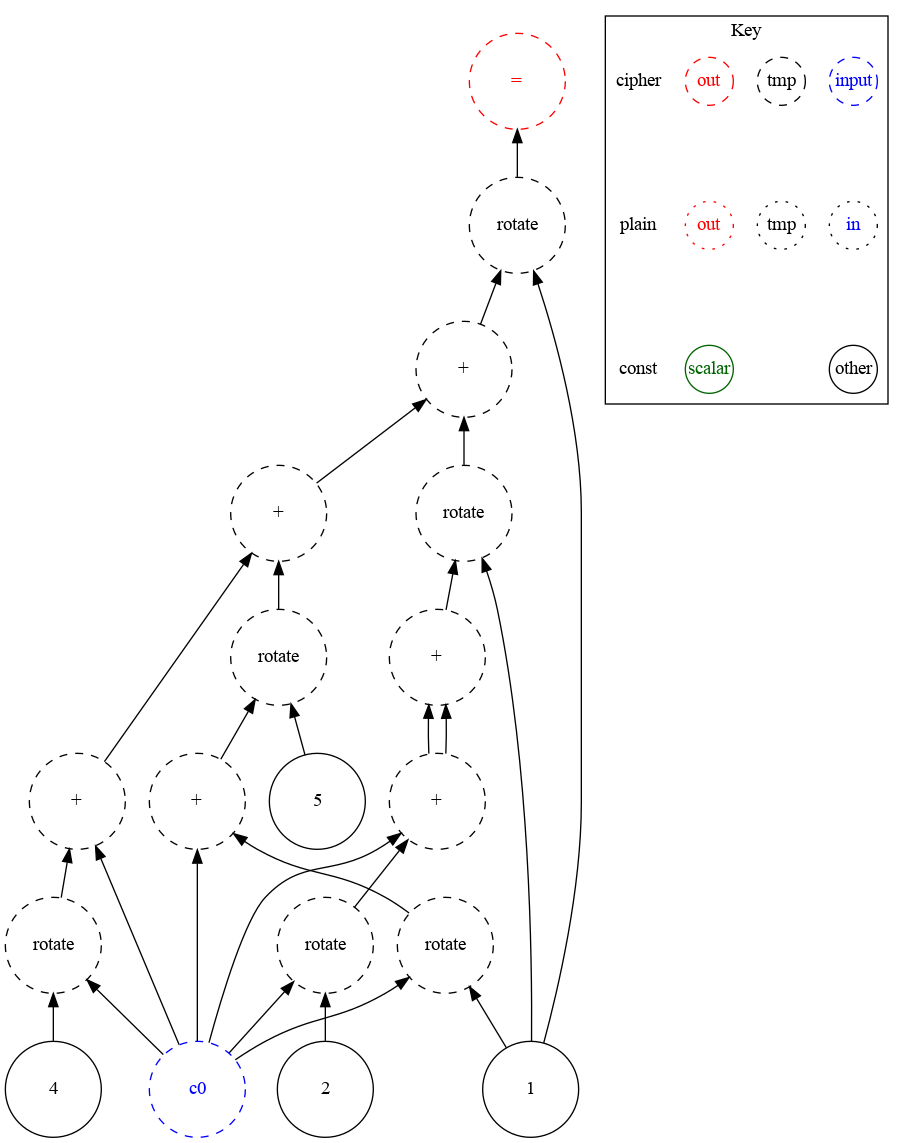 =
rotate
+
+
rotate
rotate
+
+
+
5
+
rotate
rotate
rotate
4
c0
2
1
Key
cipher out tmp input
plain out tmp in
const scalar other